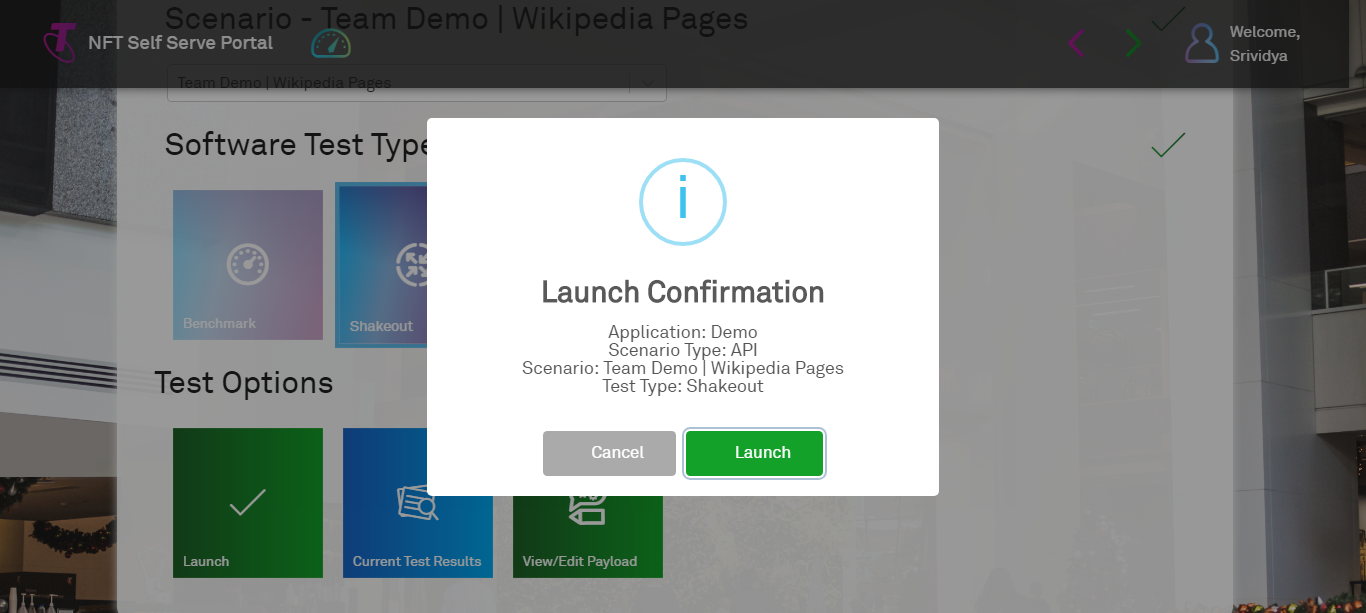 Scenario - Team Demo | Wikipedia Pages
NFT Self Serve Portal
Welcome,
Srividya
Team Demo | Wikipedia Pages
Software Test Type
Benchmark
Shakeout
Launch Confirmation
Application: Demo
Scenario Type: API
Scenario: Team Demo | Wikipedia Pages
Test Type: Shakeout
Cancel
Launch
Test Options
Launch
Current Test Results
View/Edit Payload